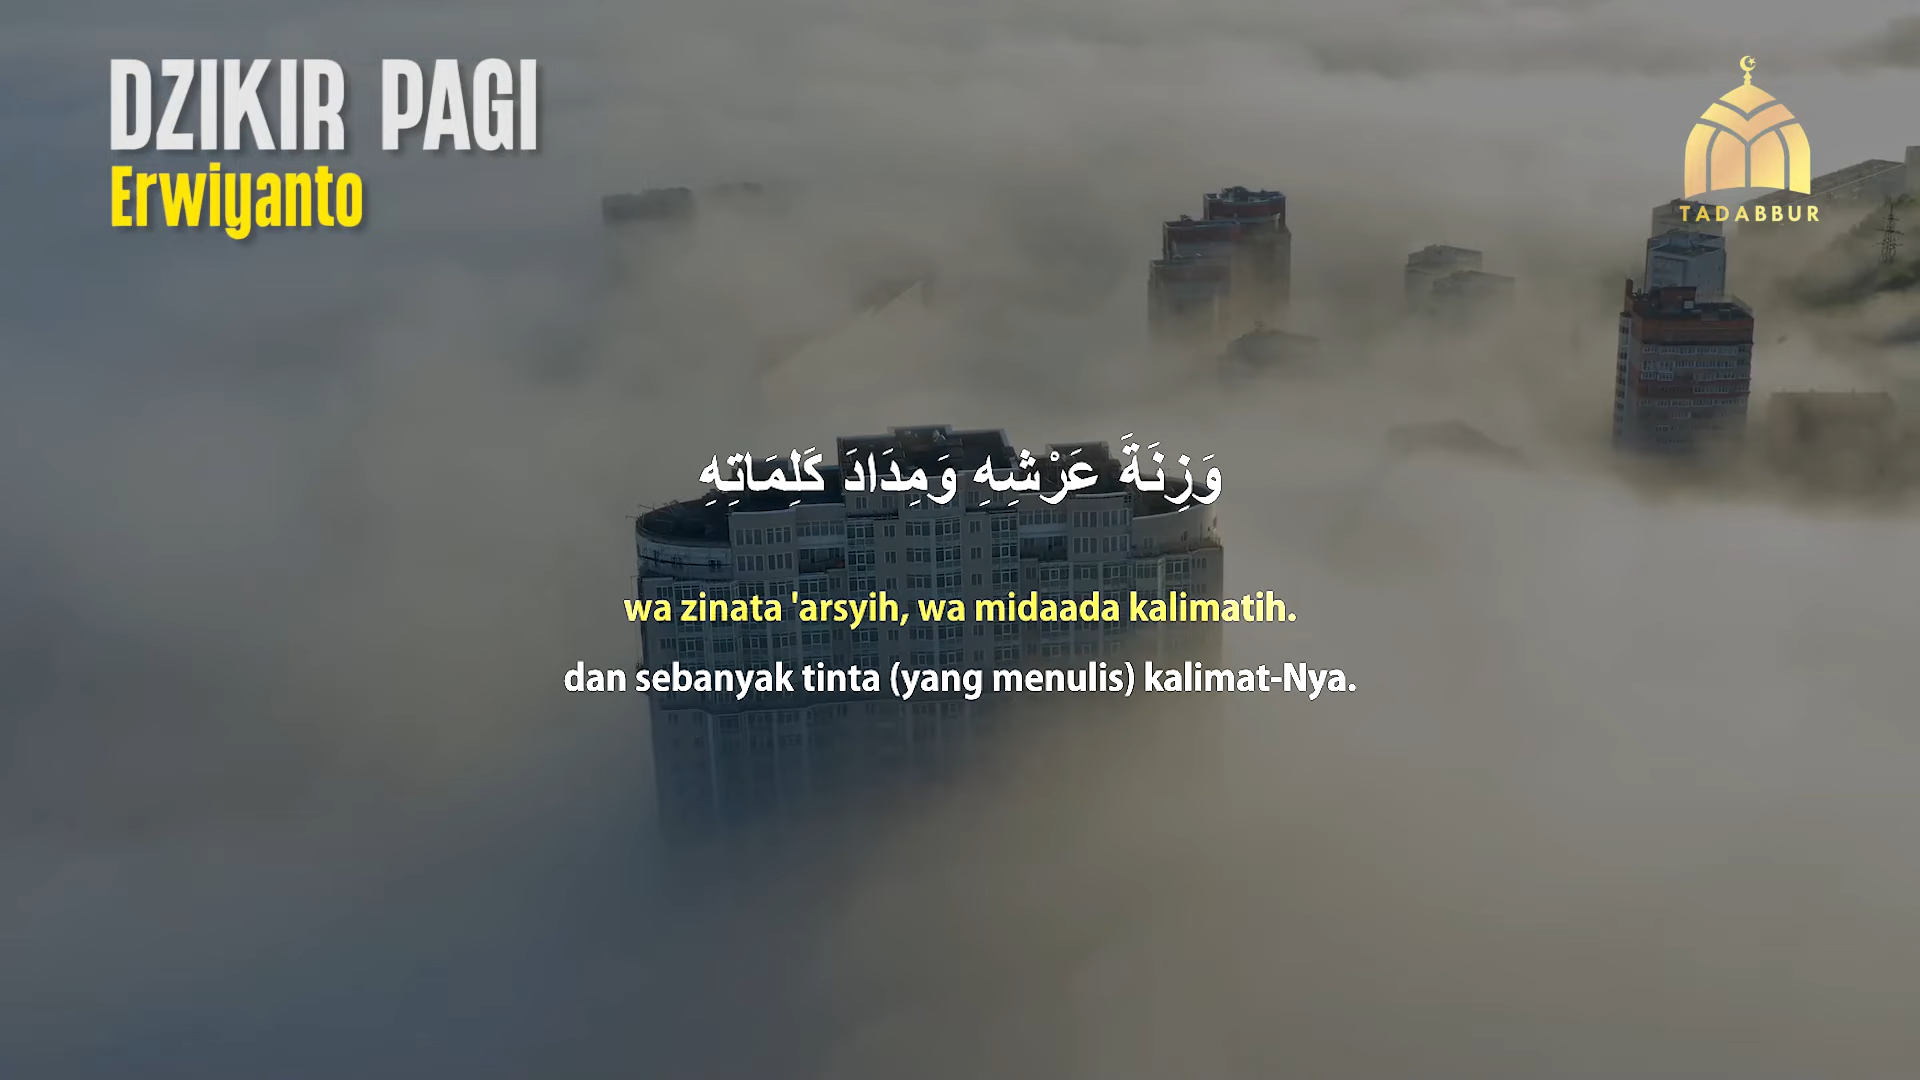 DZIKIR PAGI
Erwiyanto
TADABBUR
وَزِنَةَ عَرْشِهِ وَمِدَادَ كَلِمَاتِهِ
wa zinata 'arsyih, wa midaada kalimatih.
dan sebanyak tinta (yang menulis) kalimat-Nya.